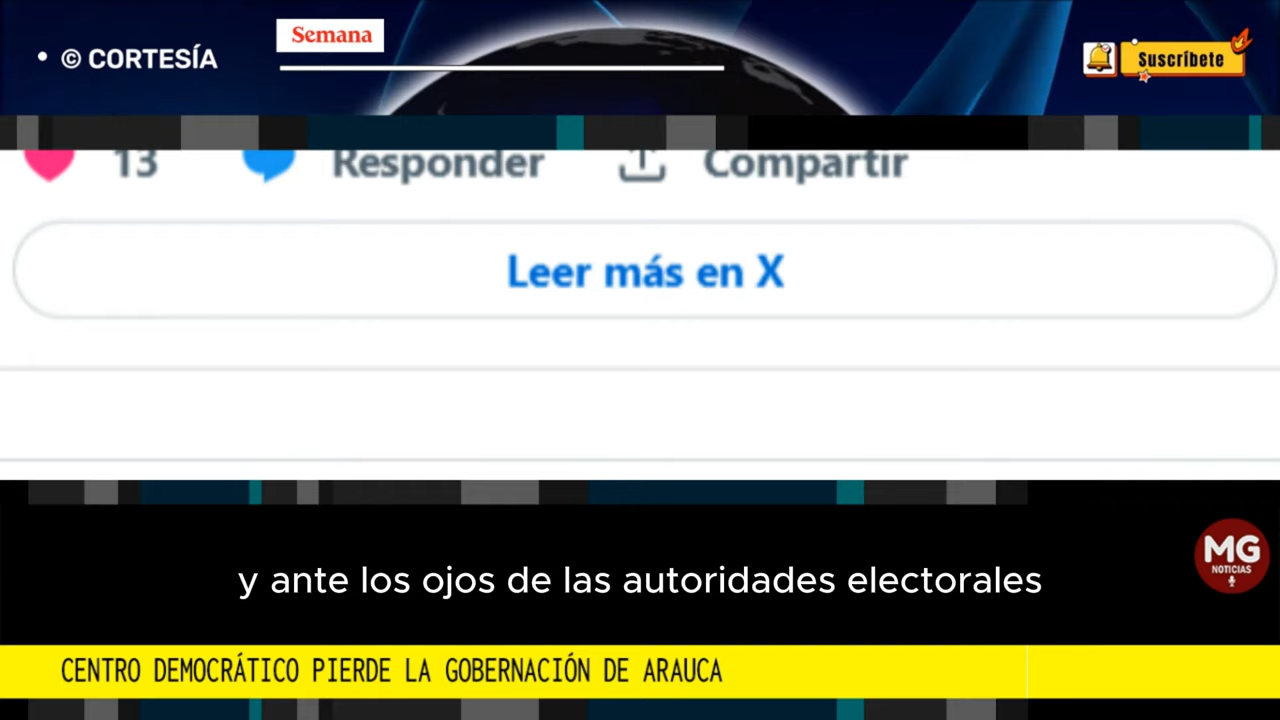 • © CORTESÍA
Semana
Suscríbete
13 Responder Compartir
Leer más en X
MG
NOTICIAS
y ante los ojos de las autoridades electorales
CENTRO DEMOCRÁTICO PIERDE LA GOBERNACIÓN DE ARAUCA